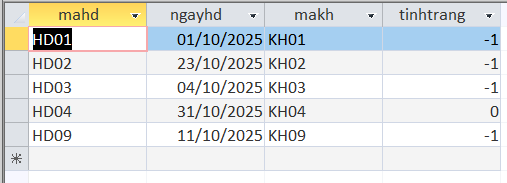 mahd ngayhd makh tinhtrang
HD01 01/10/2025 KH01 -1
HD02 23/10/2025 KH02 -1
HD03 04/10/2025 KH03 -1
HD04 31/10/2025 KH04 0
HD09 11/10/2025 KH09 -1